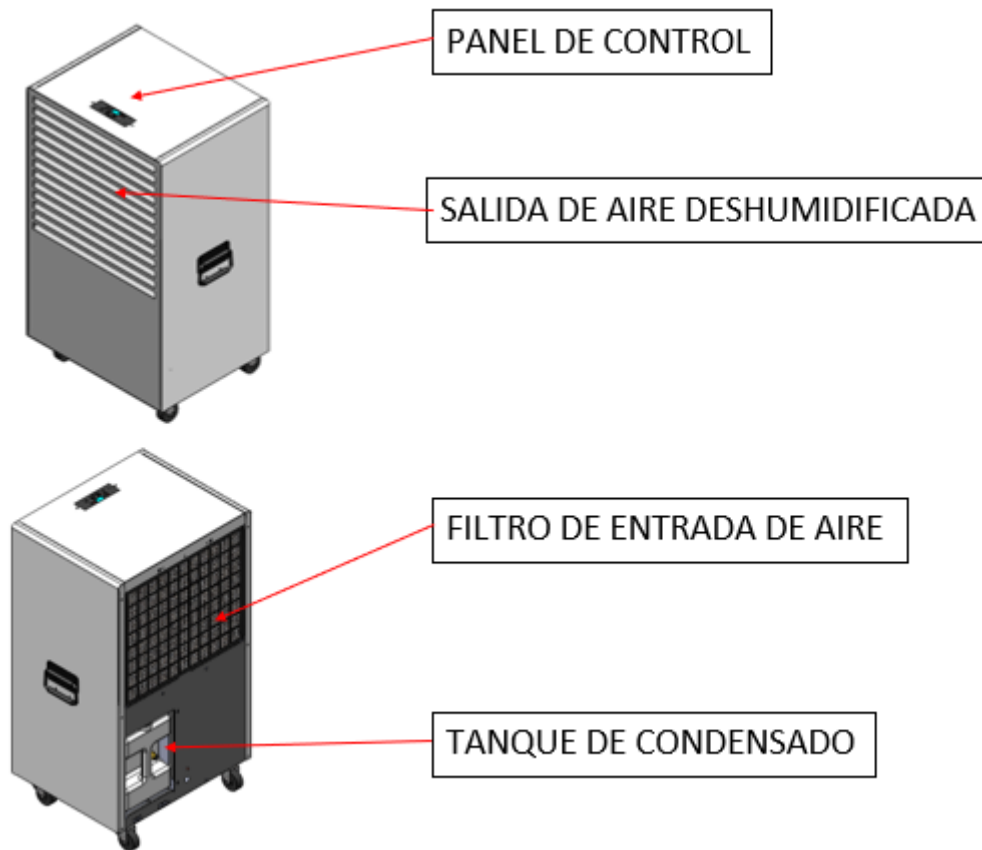 PANEL DE CONTROL
SALIDA DE AIRE DESHUMIDIFICADA
FILTRO DE ENTRADA DE AIRE
TANQUE DE CONDENSADO